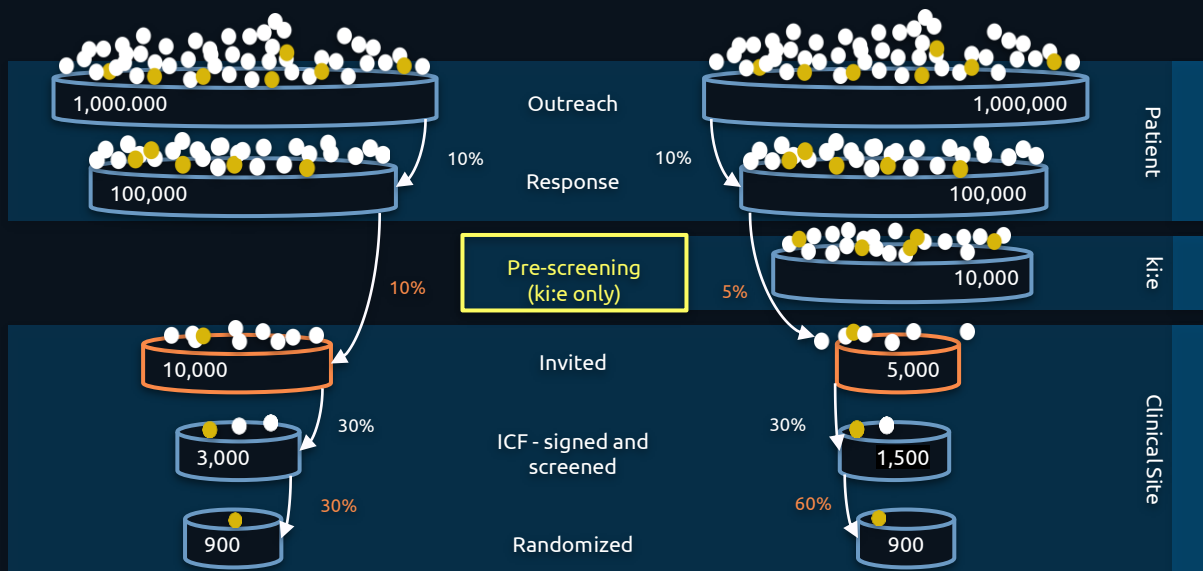 1,000.000
Outreach
1,000,000
10%
10%
Response
100,000
100,000
Patient
Pre-screening
(ki:e only)
10%
5%
10,000
ki:e
10,000
Invited
5,000
30%
30%
ICF - signed and
screened
3,000
1,500
30%
60%
900
Randomized
900
Clinical Site